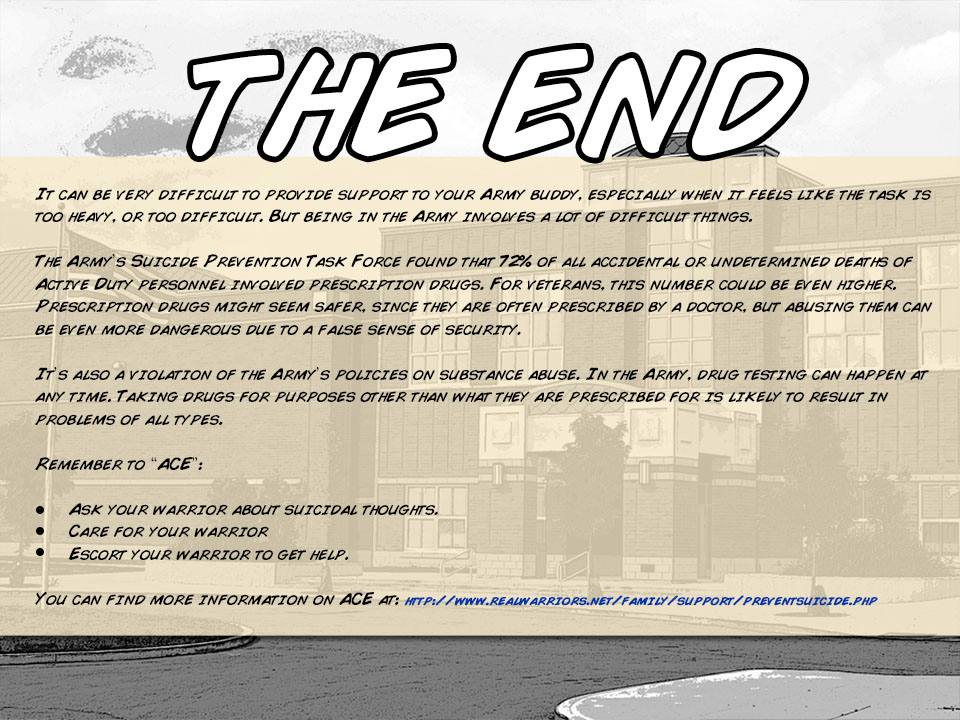 THE END
It can be very difficult to provide support to your Army buddy, especially when it feels like the task is
too heavy, or too difficult. But being in the Army involves a lot of difficult things.
The Army's Suicide Prevention Task Force found that 72% of all accidental or undetermined deaths of
Active Duty personnel involved prescription drugs. For veterans, this number could be even higher.
Prescription drugs might seem safer, since they are often prescribed by a doctor, but abusing them can
be even more dangerous due to a false sense of security.
It's also a violation of the Army's policies on substance abuse. In the Army, drug testing can happen at
any time. Taking drugs for purposes other than what they are prescribed for is likely to result in
problems of all types.
Remember to “ACE”:
• Ask your warrior about suicidal thoughts.
• Care for your warrior
• Escort your warrior to get help.
You can find more information on ACE at: http://www.realwarriors.net/family/support/preventsuicide.php